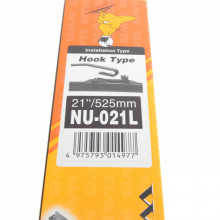 Installation Type
Hook Type
21"/525mm
NU-021L
4 975793 014977